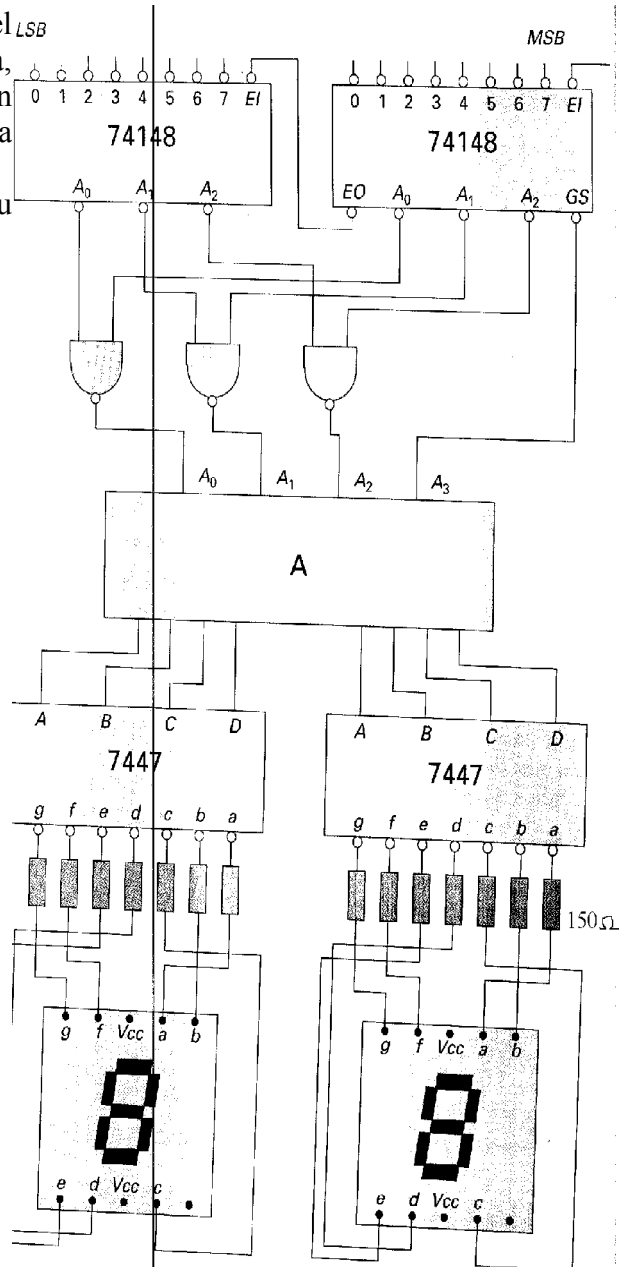 el LSB MSB
,
n 0 1 2 3 4 5 6 7 EI 0 1 2 3 4 5 6 7 EI
a 74148 74148
u A0 A1 A2 EO A0 A1 A2 GS
A0 A1 A2 A3
A
A B C D A B C D
7447 7447
g f e d c b a g f e d c b a
150Ω
g f Vcc a b g f Vcc a b
e d Vcc c e d Vcc c